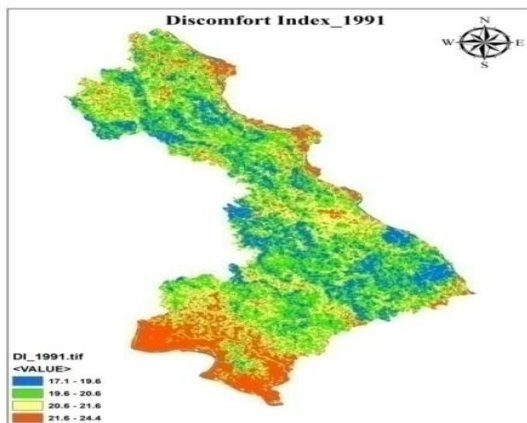 Discomfort Index_1991
N
W E
S
DI_1991.tif
<VALUE>
17.1 - 19.6
19.6 - 20.6
20.6 - 21.6
21.6 - 24.4